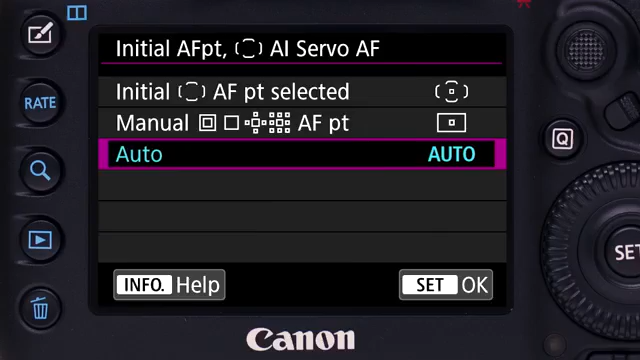 Initial AFpt, AI Servo AF
Initial AF pt selected
Manual AF pt
Auto AUTO
INFO. Help SET OK
RATE
Q
SET
Canon